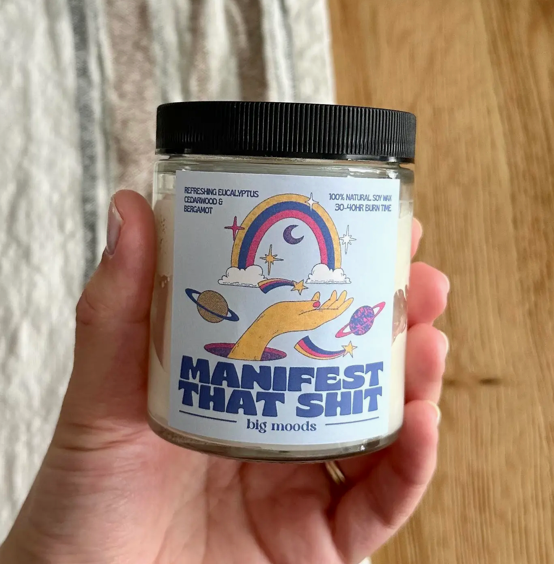 REFRESHING EUCALYPTUS
CEDARWOOD &
BERGAMOT
100% NATURAL SOY WAX
30-40HR BURN TIME
MANIFEST
THAT SHIT
big moods